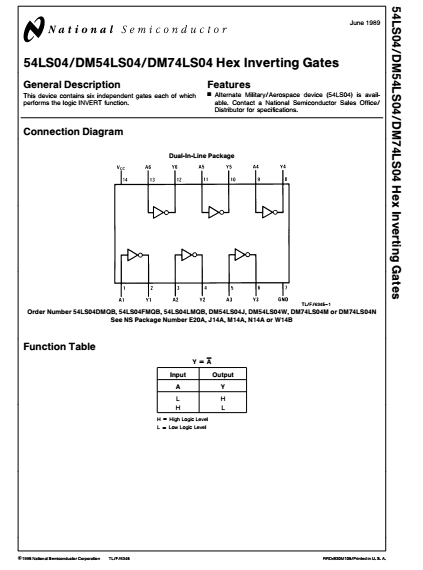 National Semiconductor
June 1989
54LS04/DM54LS04/DM74LS04 Hex Inverting Gates
General Description
This device contains six independent gates each of which
performs the logic INVERT function.
Features
■ Alternate Military/Aerospace device (54LS04) is avail-
able. Contact a National Semiconductor Sales Office/
Distributor for specifications.
Connection Diagram
Dual-In-Line Package
VCC A6 Y6 A5 Y5 A4 Y4
14 13 12 11 10 9 8
1 2 3 4 5 6 7
A1 Y1 A2 Y2 A3 Y3 GND
TL/F/6345–1
Order Number 54LS04DMQB, 54LS04FMQB, 54LS04LMQB, DM54LS04J, DM54LS04W, DM74LS04M or DM74LS04N
See NS Package Number E20A, J14A, M14A, N14A or W14B
Function Table
Y = A̅
Input Output
A Y
L H
H L
H = High Logic Level
L = Low Logic Level
©1995 National Semiconductor Corporation TL/F/6345
RRD-B30M105/Printed in U. S. A.
54LS04/DM54LS04/DM74LS04 Hex Inverting Gates